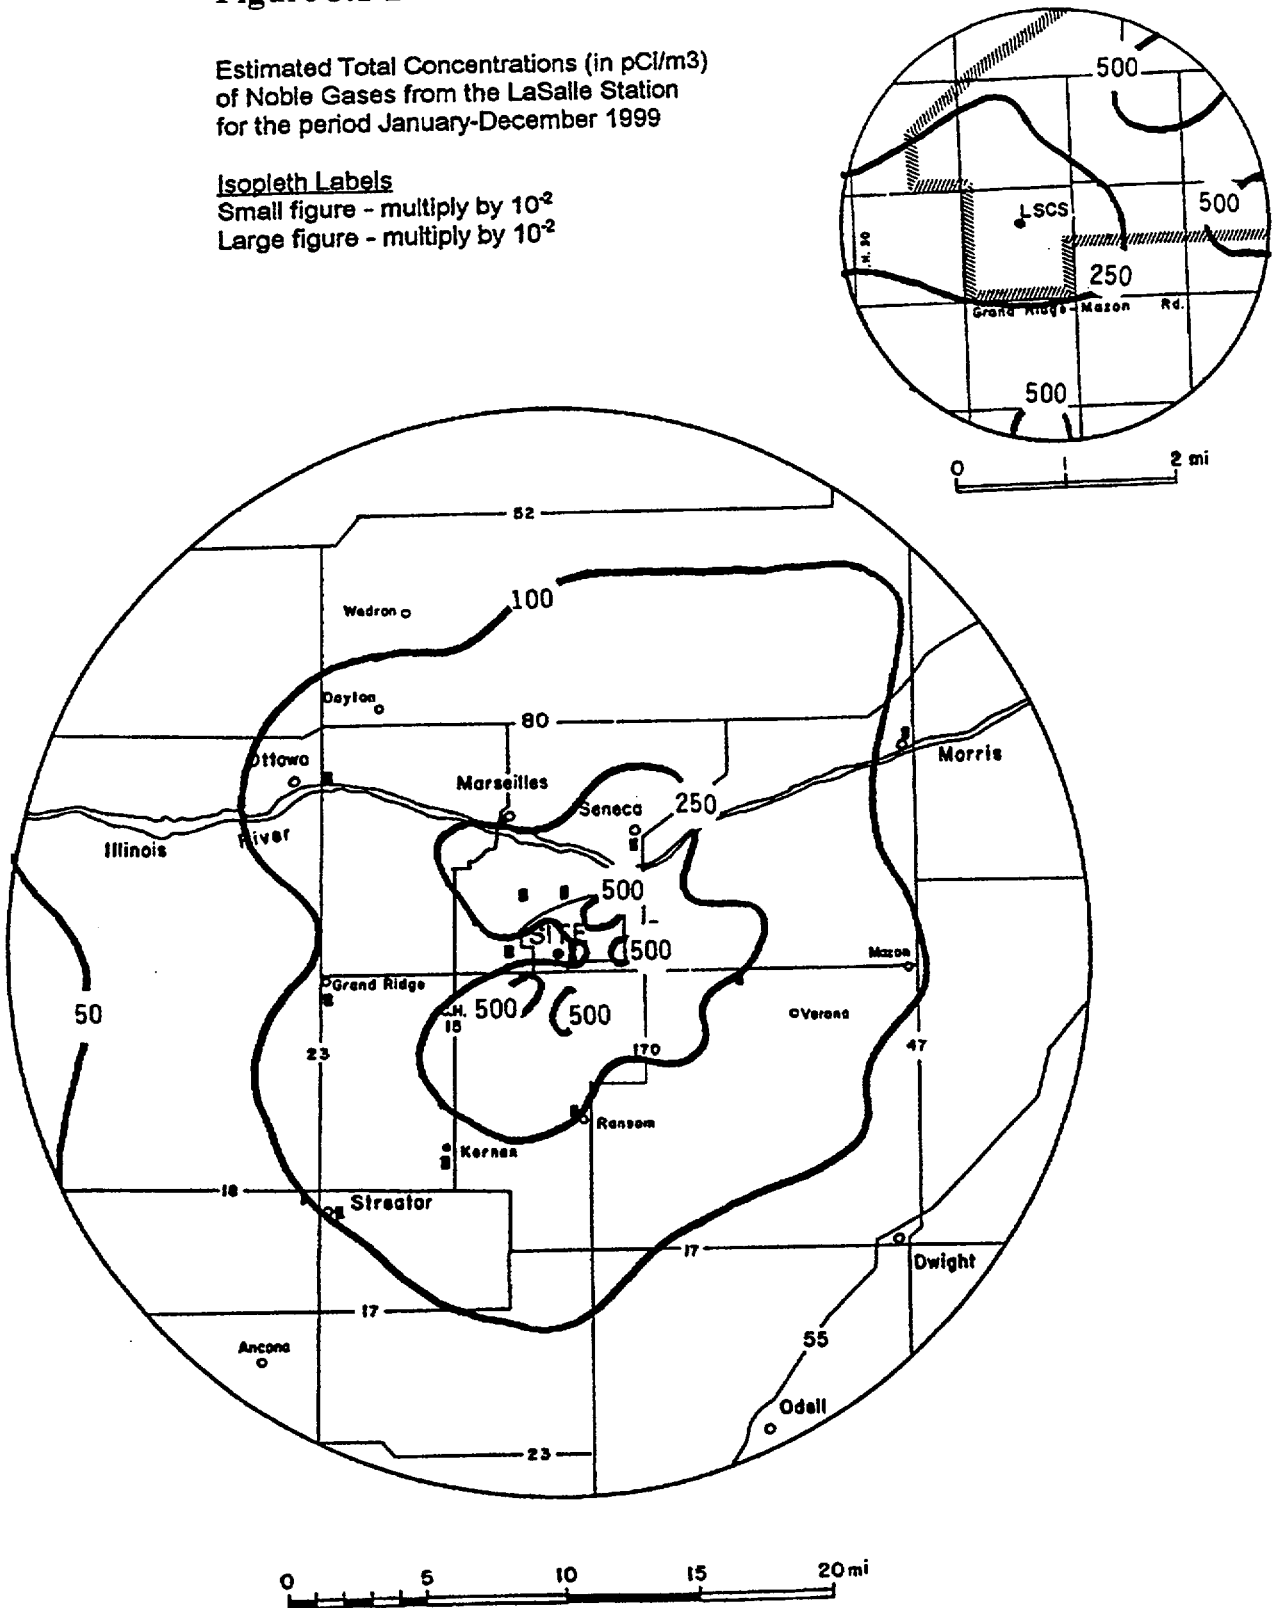 Estimated Total Concentrations (in pCi/m3)
of Noble Gases from the LaSalle Station
for the period January-December 1999
Isopleth Labels
Small figure - multiply by 10-2
Large figure - multiply by 10-2
500
500
LSCS
250
Grand Ridge-Mazon Rd.
500
0 1 2 mi
52
100
Wedron
Dayton
80
Ottawa
Morris
Marseilles
250
Seneca
River
Illinois
500
SITE
500
Mazon
Grand Ridge
50
500
500
Verona
C.H.
15
23
170
47
Ransom
Kernan
18
Streator
17
Dwight
17
55
Ancona
Odell
23
0 5 10 15 20 mi